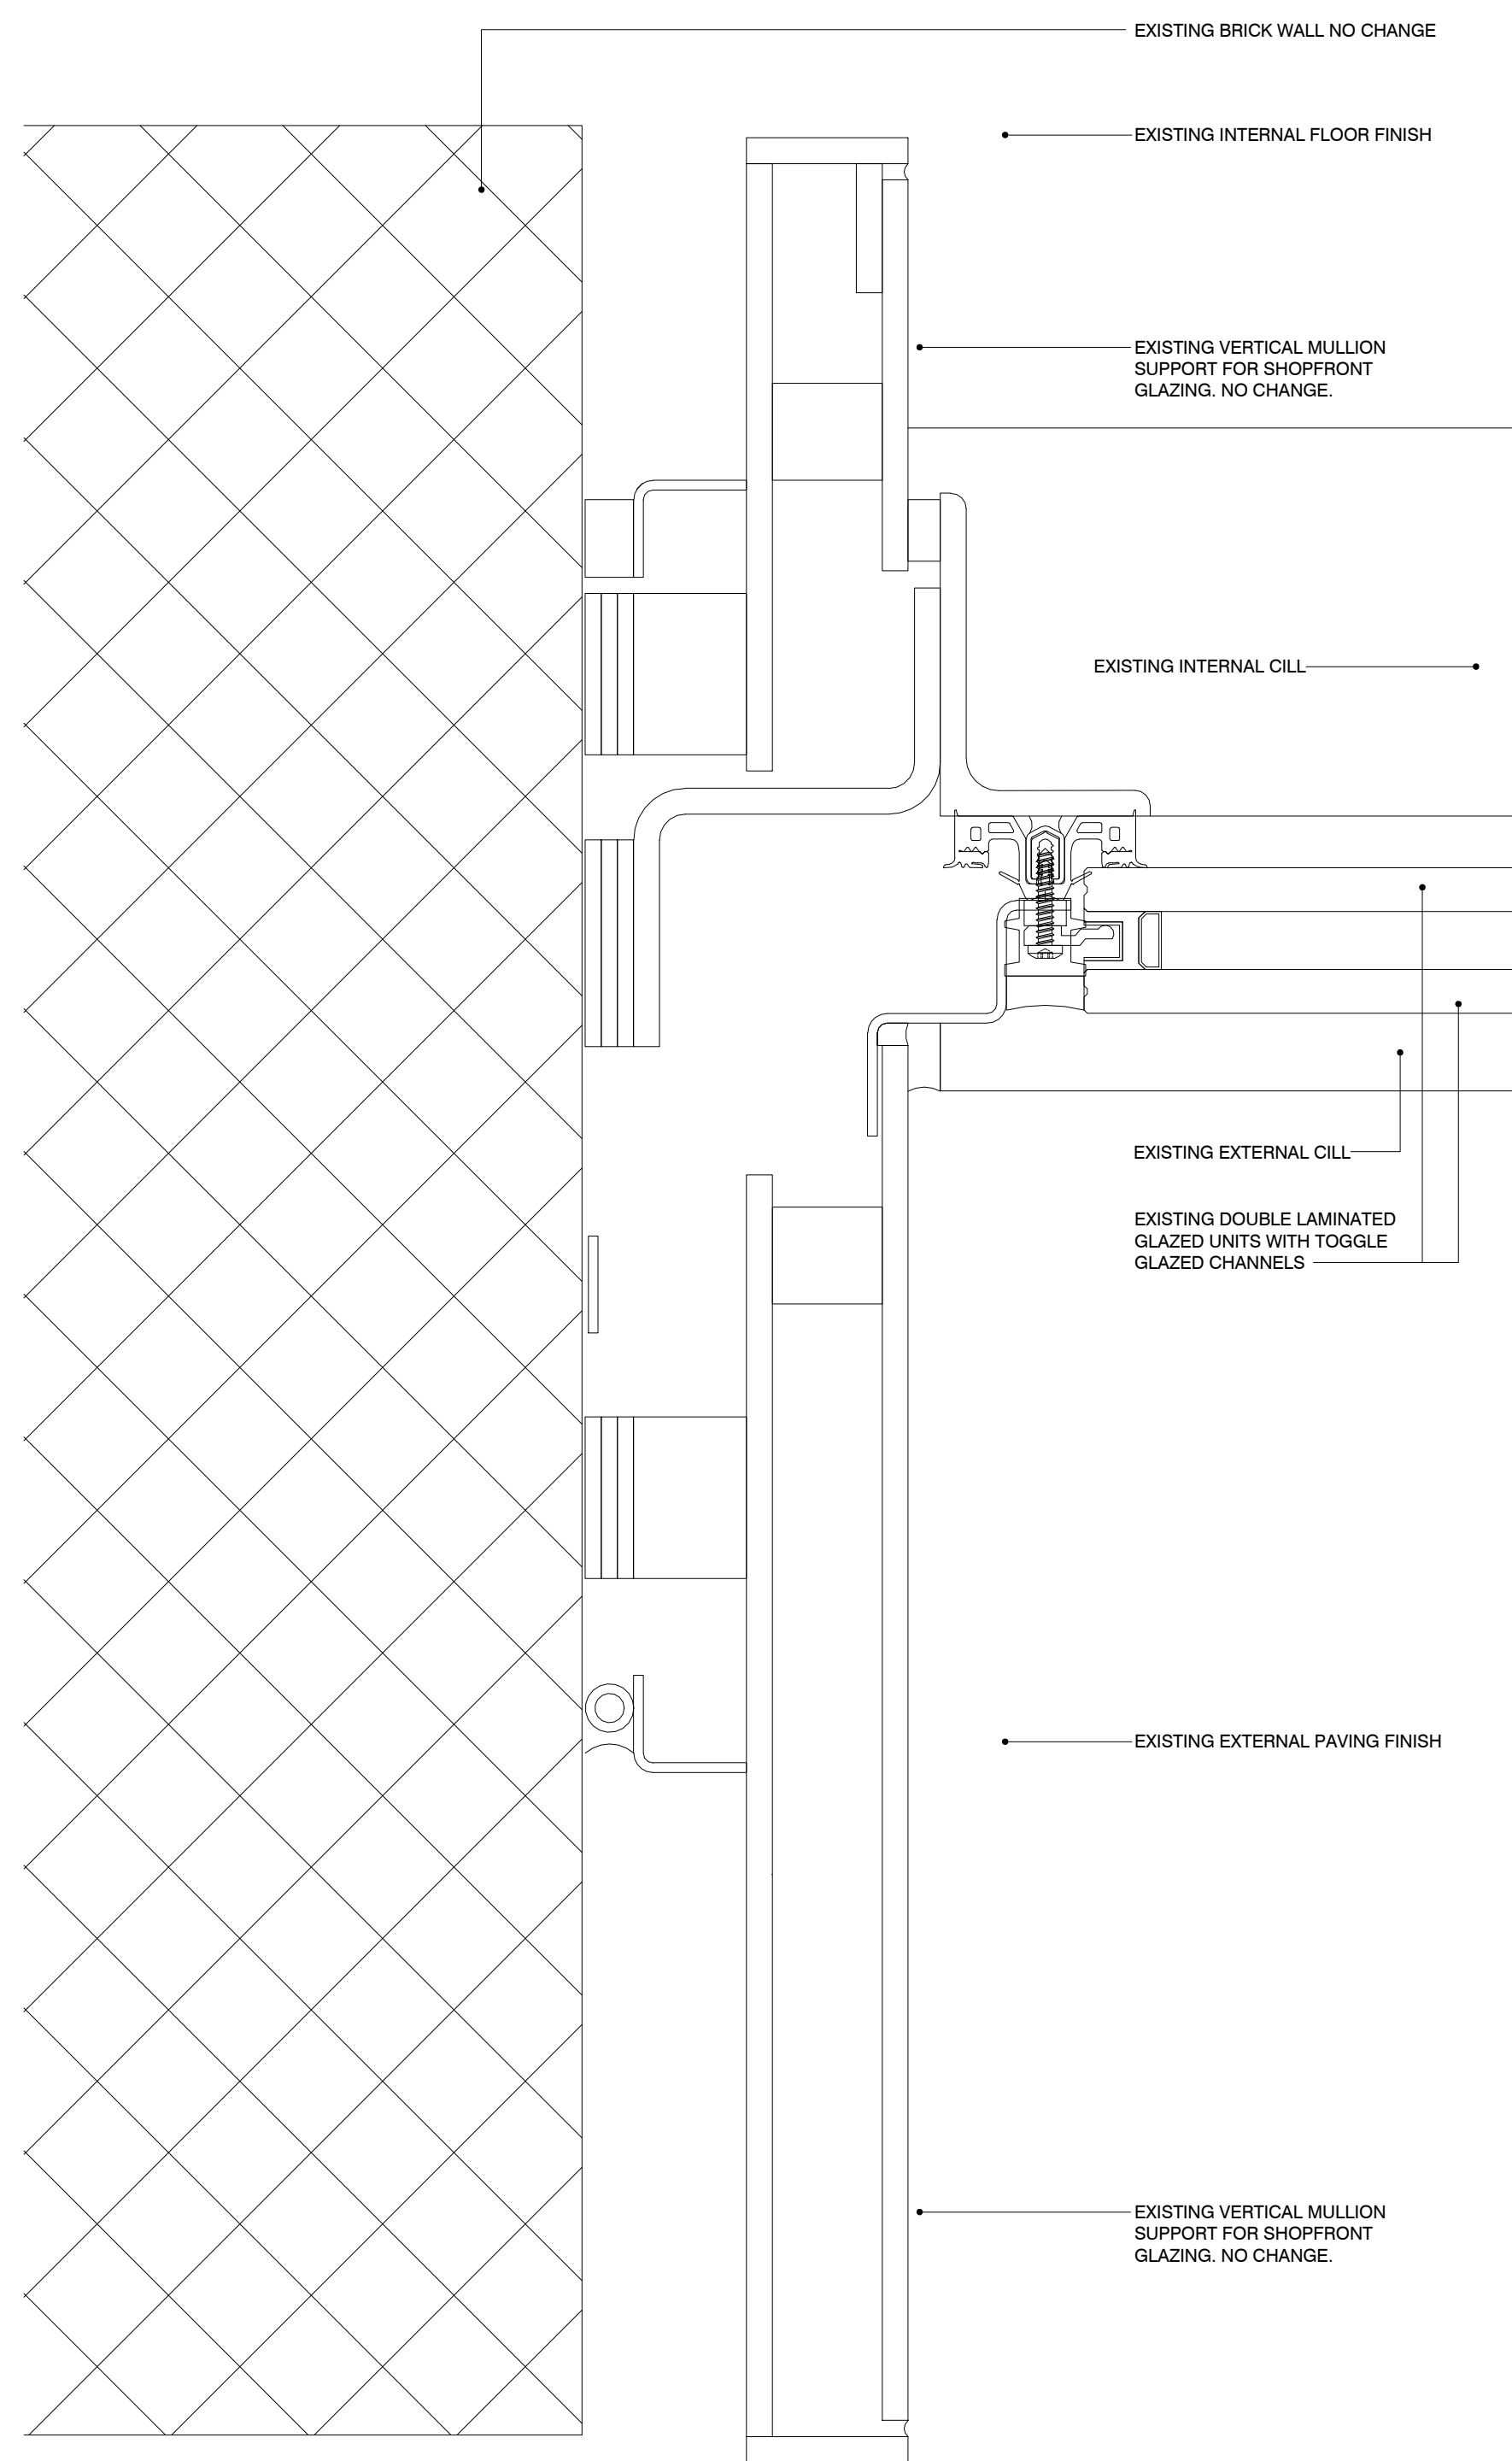 EXISTING BRICK WALL NO CHANGE
EXISTING INTERNAL FLOOR FINISH
EXISTING VERTICAL MULLION
SUPPORT FOR SHOPFRONT
GLAZING. NO CHANGE.
EXISTING INTERNAL CILL
EXISTING EXTERNAL CILL
EXISTING DOUBLE LAMINATED
GLAZED UNITS WITH TOGGLE
GLAZED CHANNELS
EXISTING EXTERNAL PAVING FINISH
EXISTING VERTICAL MULLION
SUPPORT FOR SHOPFRONT
GLAZING. NO CHANGE.